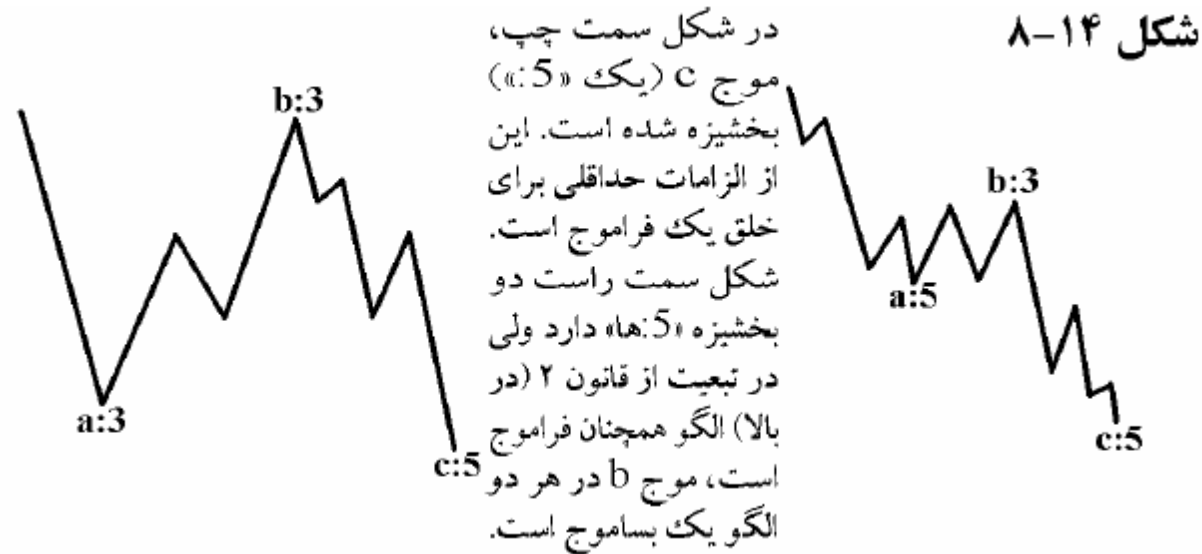 شکل ۱۴-۸
در شکل سمت چپ،
موج c (یک «5:»)
بخشیزه شده است. این
از الزامات حداقلی برای
خلق یک فراموج است.
شکل سمت راست دو
بخشیزه «5:ها» دارد ولی
در تبعیت از قانون ۲ (در
بالا) الگو همچنان فراموج
است، موج b در هر دو
الگو یک بساموج است.
b:3
a:5
c:5
b:3
a:3
c:5